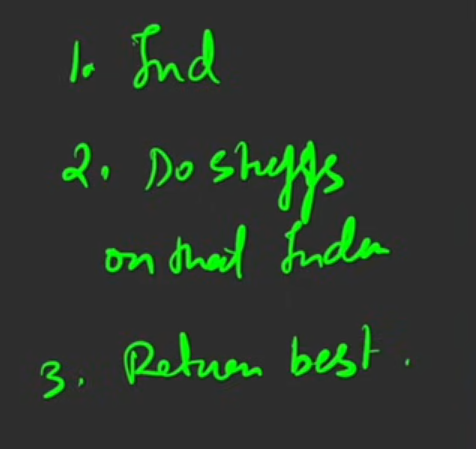 1. Ind
2. Do stuffs
on that Index
3. Return best.